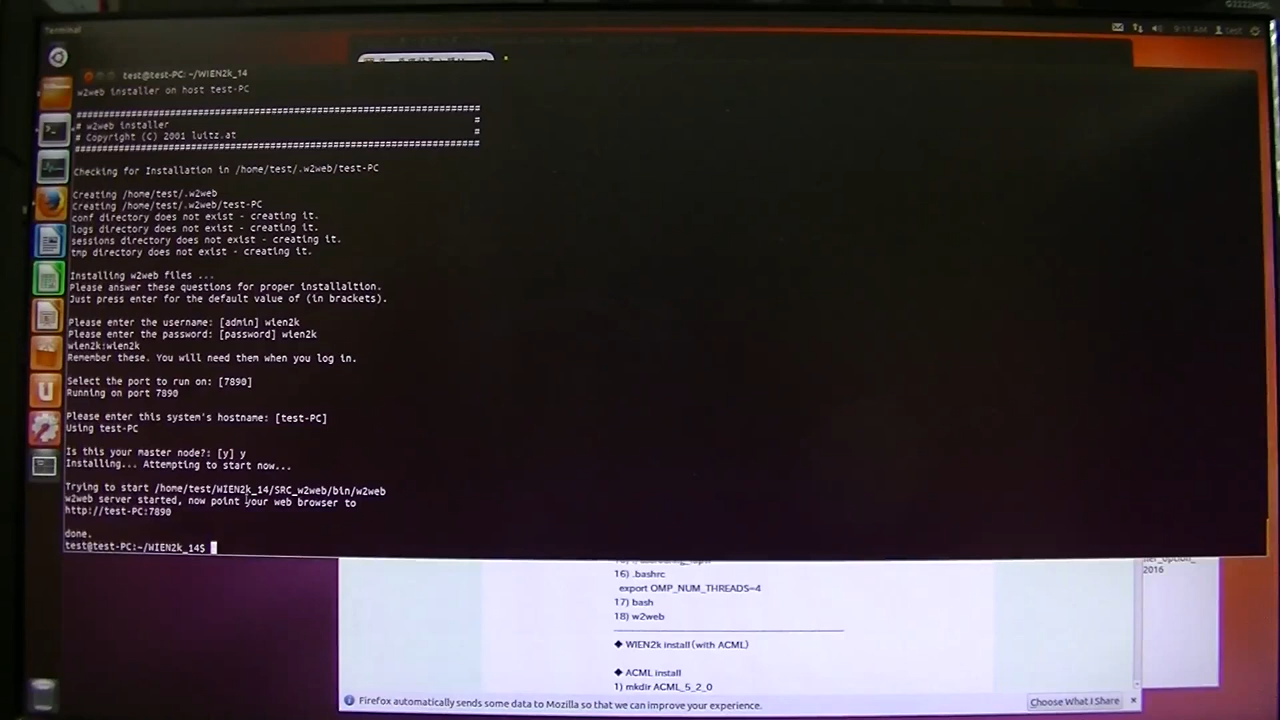 Terminal
9:11 AM
test
test@test-PC: ~/WIEN2k_14
w2web installer on host test-PC
################################################################
# w2web installer #
# Copyright (C) 2001 luitz.at #
################################################################
Checking for Installation in /home/test/.w2web/test-PC
Creating /home/test/.w2web
Creating /home/test/.w2web/test-PC
conf directory does not exist - creating it.
logs directory does not exist - creating it.
sessions directory does not exist - creating it.
tmp directory does not exist - creating it.
Installing w2web files ...
Please answer these questions for proper installaltion.
Just press enter for the default value of (in brackets).
Please enter the username: [admin] wien2k
Please enter the password: [password] wien2k
wien2k:wien2k
Remember these. You will need them when you log in.
Select the port to run on: [7890]
Running on port 7890
Please enter this system's hostname: [test-PC]
Using test-PC
Is this your master node?: [y] y
Installing... Attempting to start now...
Trying to start /home/test/WIEN2k_14/SRC_w2web/bin/w2web
w2web server started, now point your web browser to
http://test-PC:7890
done.
test@test-PC:~/WIEN2k_14$
16) .bashrc
export OMP_NUM_THREADS=4
17) bash
18) w2web
◆ WIEN2k install(with ACML)
◆ ACML install
1) mkdir ACML_5_2_0
2016
Firefox automatically sends some data to Mozilla so that we can improve your experience.
Choose What I Share